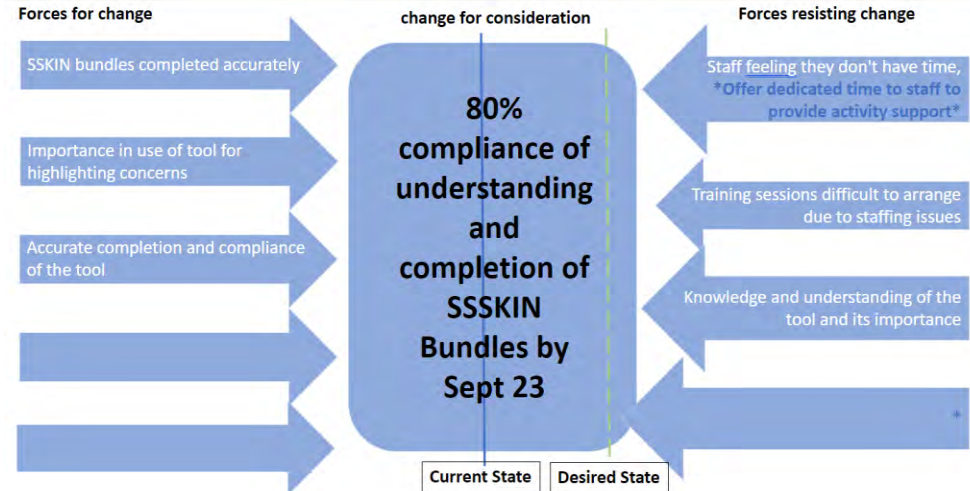 Forces for change
change for consideration
Forces resisting change
SSKIN bundles completed accurately
Importance in use of tool for
highlighting concerns
Accurate completion and compliance
of the tool
80%
compliance of
understanding
and
completion of
SSSKIN
Bundles by
Sept 23
Staff feeling they don't have time,
*Offer dedicated time to staff to
provide activity support*
Training sessions difficult to arrange
due to staffing issues
Knowledge and understanding of the
tool and its importance
*
Current State
Desired State